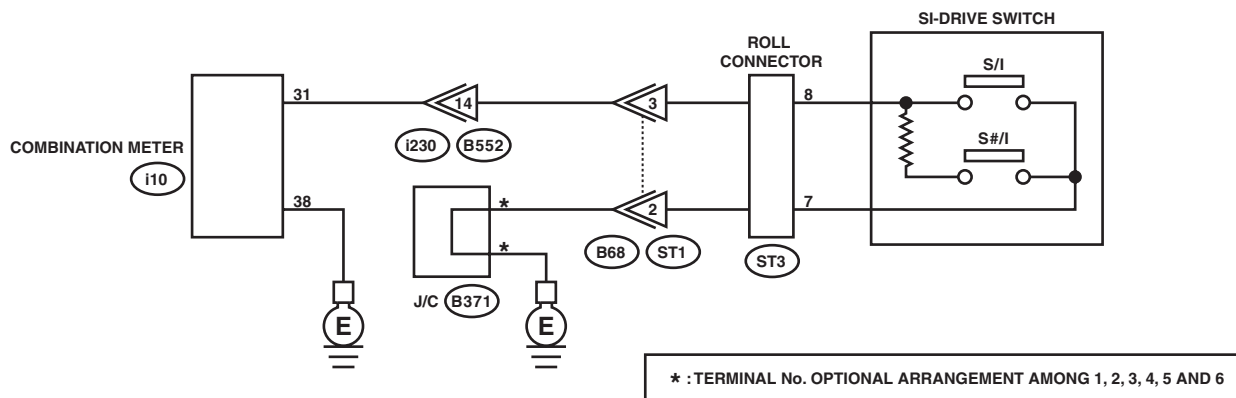 SI-DRIVE SWITCH
ROLL
CONNECTOR
S/I
31
14
3
8
COMBINATION METER
i10
i230
B552
S#/I
38
*
2
7
*
B68
ST1
ST3
J/C
B371
E
E
* : TERMINAL No. OPTIONAL ARRANGEMENT AMONG 1, 2, 3, 4, 5 AND 6